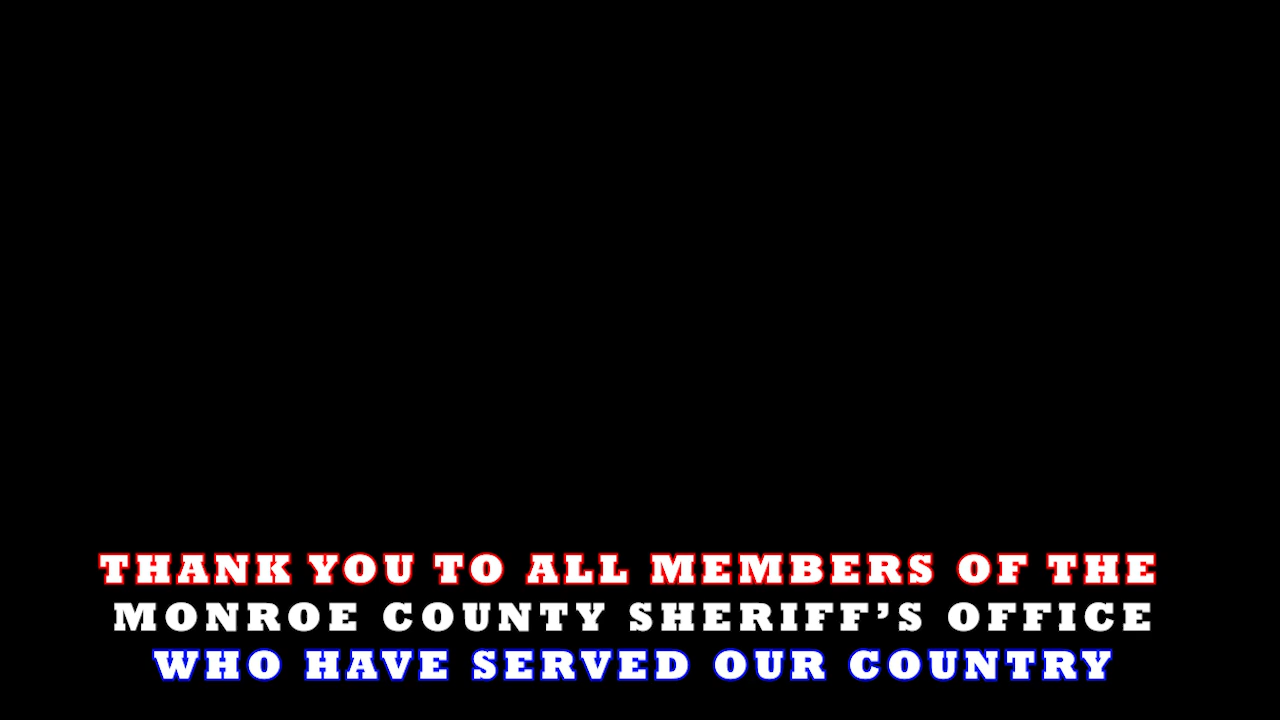 THANK YOU TO ALL MEMBERS OF THE
MONROE COUNTY SHERIFF’S OFFICE
WHO HAVE SERVED OUR COUNTRY